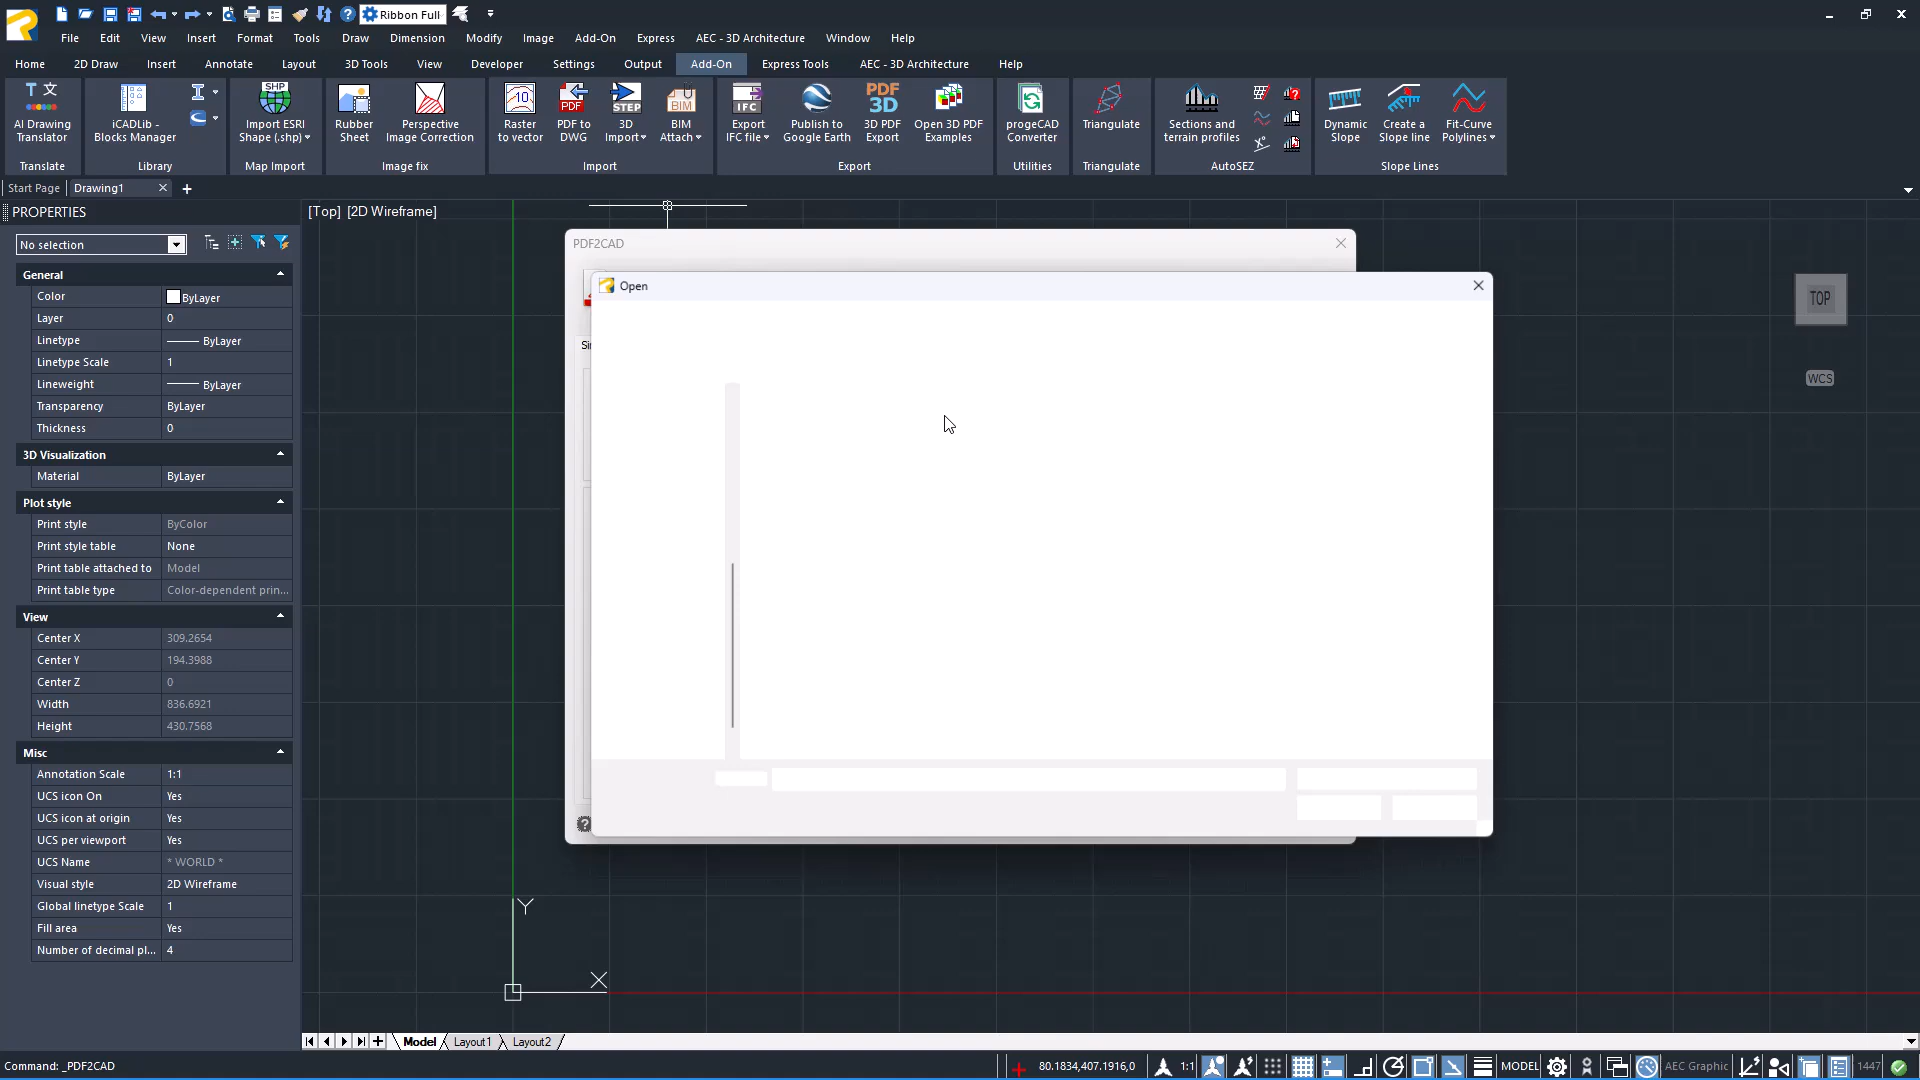 Ribbon Full
File Edit View Insert Format Tools Draw Dimension Modify Image Add-On Express AEC - 3D Architecture Window Help
Home 2D Draw Insert Annotate Layout 3D Tools View Developer Settings Output Add-On Express Tools AEC - 3D Architecture Help
AI Drawing Translator
iCADLib - Blocks Manager
SHP
Import ESRI Shape (.shp)
Rubber Sheet
Perspective Image Correction
10
Raster to vector
PDF
PDF to DWG
STEP
3D Import
BIM
BIM Attach
IFC
Export IFC file
Publish to Google Earth
PDF 3D
3D PDF Export
Open 3D PDF Examples
progeCAD Converter
Triangulate
Sections and terrain profiles
Dynamic Slope
Create a Slope line
Fit-Curve Polylines
Translate Library Map Import Image fix Import Export Utilities Triangulate AutoSEZ Slope Lines
Start Page Drawing1
PROPERTIES
[Top] [2D Wireframe]
No selection
General
Color ByLayer
Layer 0
Linetype ByLayer
Linetype Scale 1
Lineweight ByLayer
Transparency ByLayer
Thickness 0
3D Visualization
Material ByLayer
Plot style
Print style ByColor
Print style table None
Print table attached to Model
Print table type Color-dependent prin...
View
Center X 309.2654
Center Y 194.3988
Center Z 0
Width 836.6921
Height 430.7568
Misc
Annotation Scale 1:1
UCS icon On Yes
UCS icon at origin Yes
UCS per viewport Yes
UCS Name * WORLD *
Visual style 2D Wireframe
Global linetype Scale 1
Fill area Yes
Number of decimal pl... 4
PDF2CAD
Open
TOP
WCS
Y
X
Model Layout1 Layout2
Command: _PDF2CAD
80.1834,407.1916,0 1:1 MODEL AEC Graphic 1447